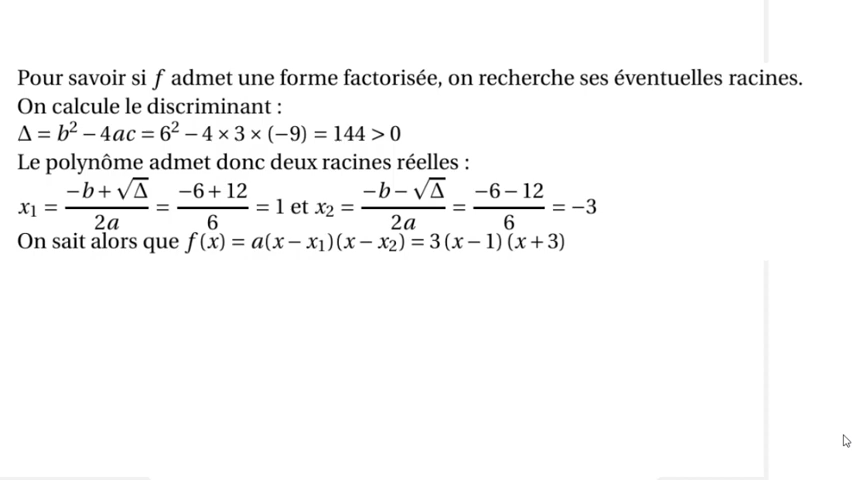 Pour savoir si f admet une forme factorisée, on recherche ses éventuelles racines.
On calcule le discriminant :
Δ = b² − 4ac = 6² − 4 × 3 × (−9) = 144 > 0
Le polynôme admet donc deux racines réelles :
x₁ = (−b + √Δ)/(2a) = (−6 + 12)/6 = 1 et x₂ = (−b − √Δ)/(2a) = (−6 − 12)/6 = −3
On sait alors que f(x) = a(x − x₁)(x − x₂) = 3(x − 1)(x + 3)